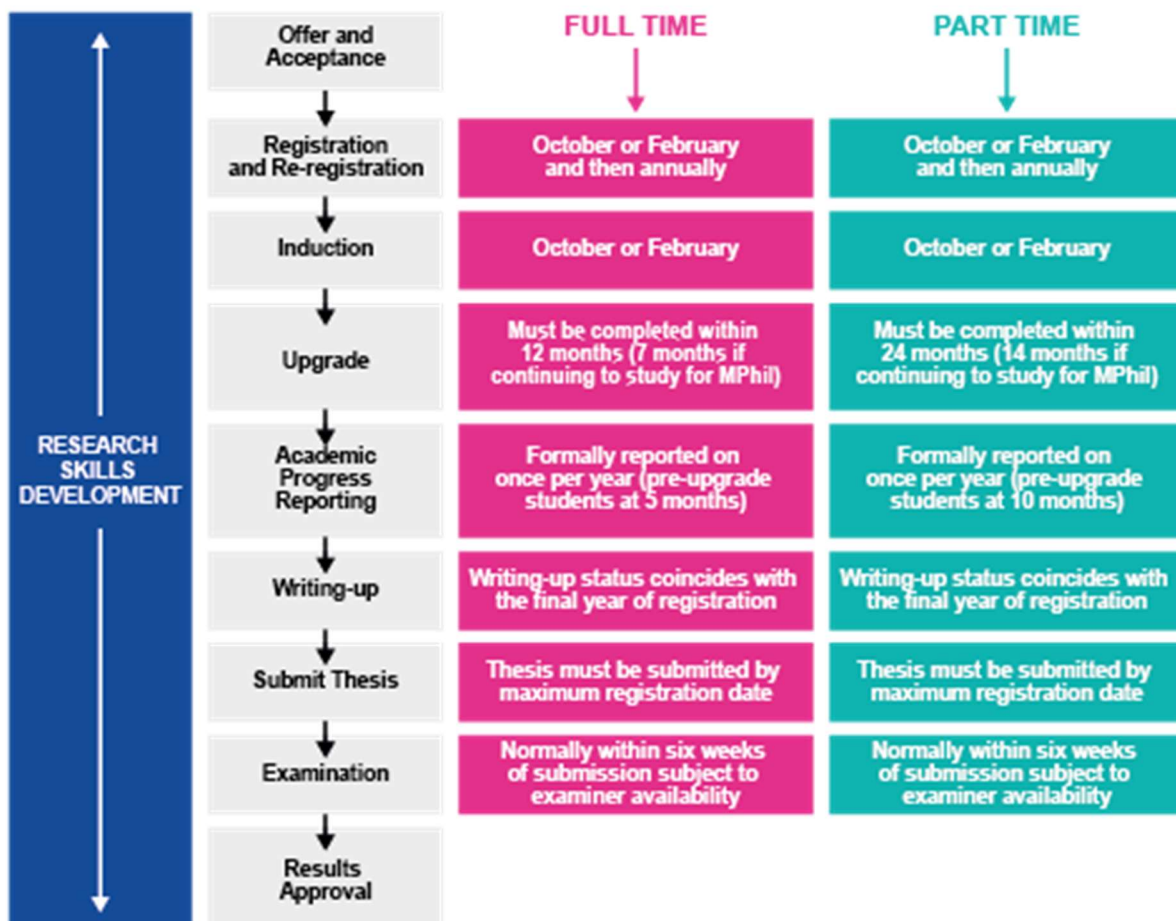 RESEARCH
SKILLS
DEVELOPMENT
FULL TIME
PART TIME
Offer and
Acceptance
Registration
and Re-registration
October or February
and then annually
October or February
and then annually
Induction
October or February
October or February
Upgrade
Must be completed within
12 months (7 months if
continuing to study for MPhil)
Must be completed within
24 months (14 months if
continuing to study for MPhil)
Academic
Progress
Reporting
Formally reported on
once per year (pre-upgrade
students at 5 months)
Formally reported on
once per year (pre-upgrade
students at 10 months)
Writing-up
Writing-up status coincides with
the final year of registration
Writing-up status coincides with
the final year of registration
Submit Thesis
Thesis must be submitted by
maximum registration date
Thesis must be submitted by
maximum registration date
Examination
Normally within six weeks
of submission subject to
examiner availability
Normally within six weeks
of submission subject to
examiner availability
Results
Approval